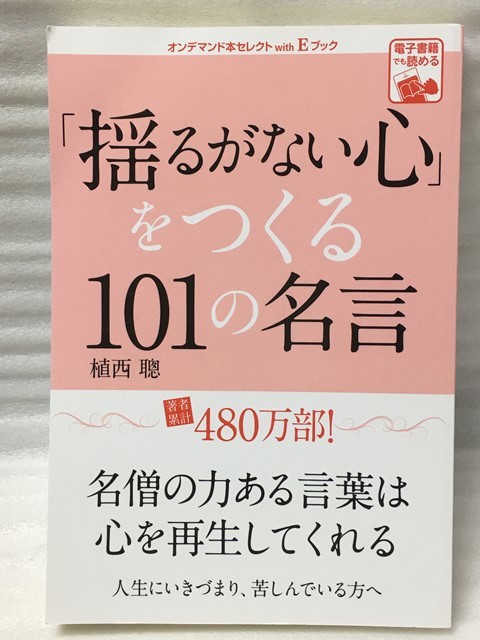 オンデマンド本セレクト with E ブック
電子書籍
でも読める
「揺るがない心」
をつくる
101の名言
植西 聰
著者
累計
480万部!
名僧の力ある言葉は
心を再生してくれる
人生にいきづまり、苦しんでいる方へ